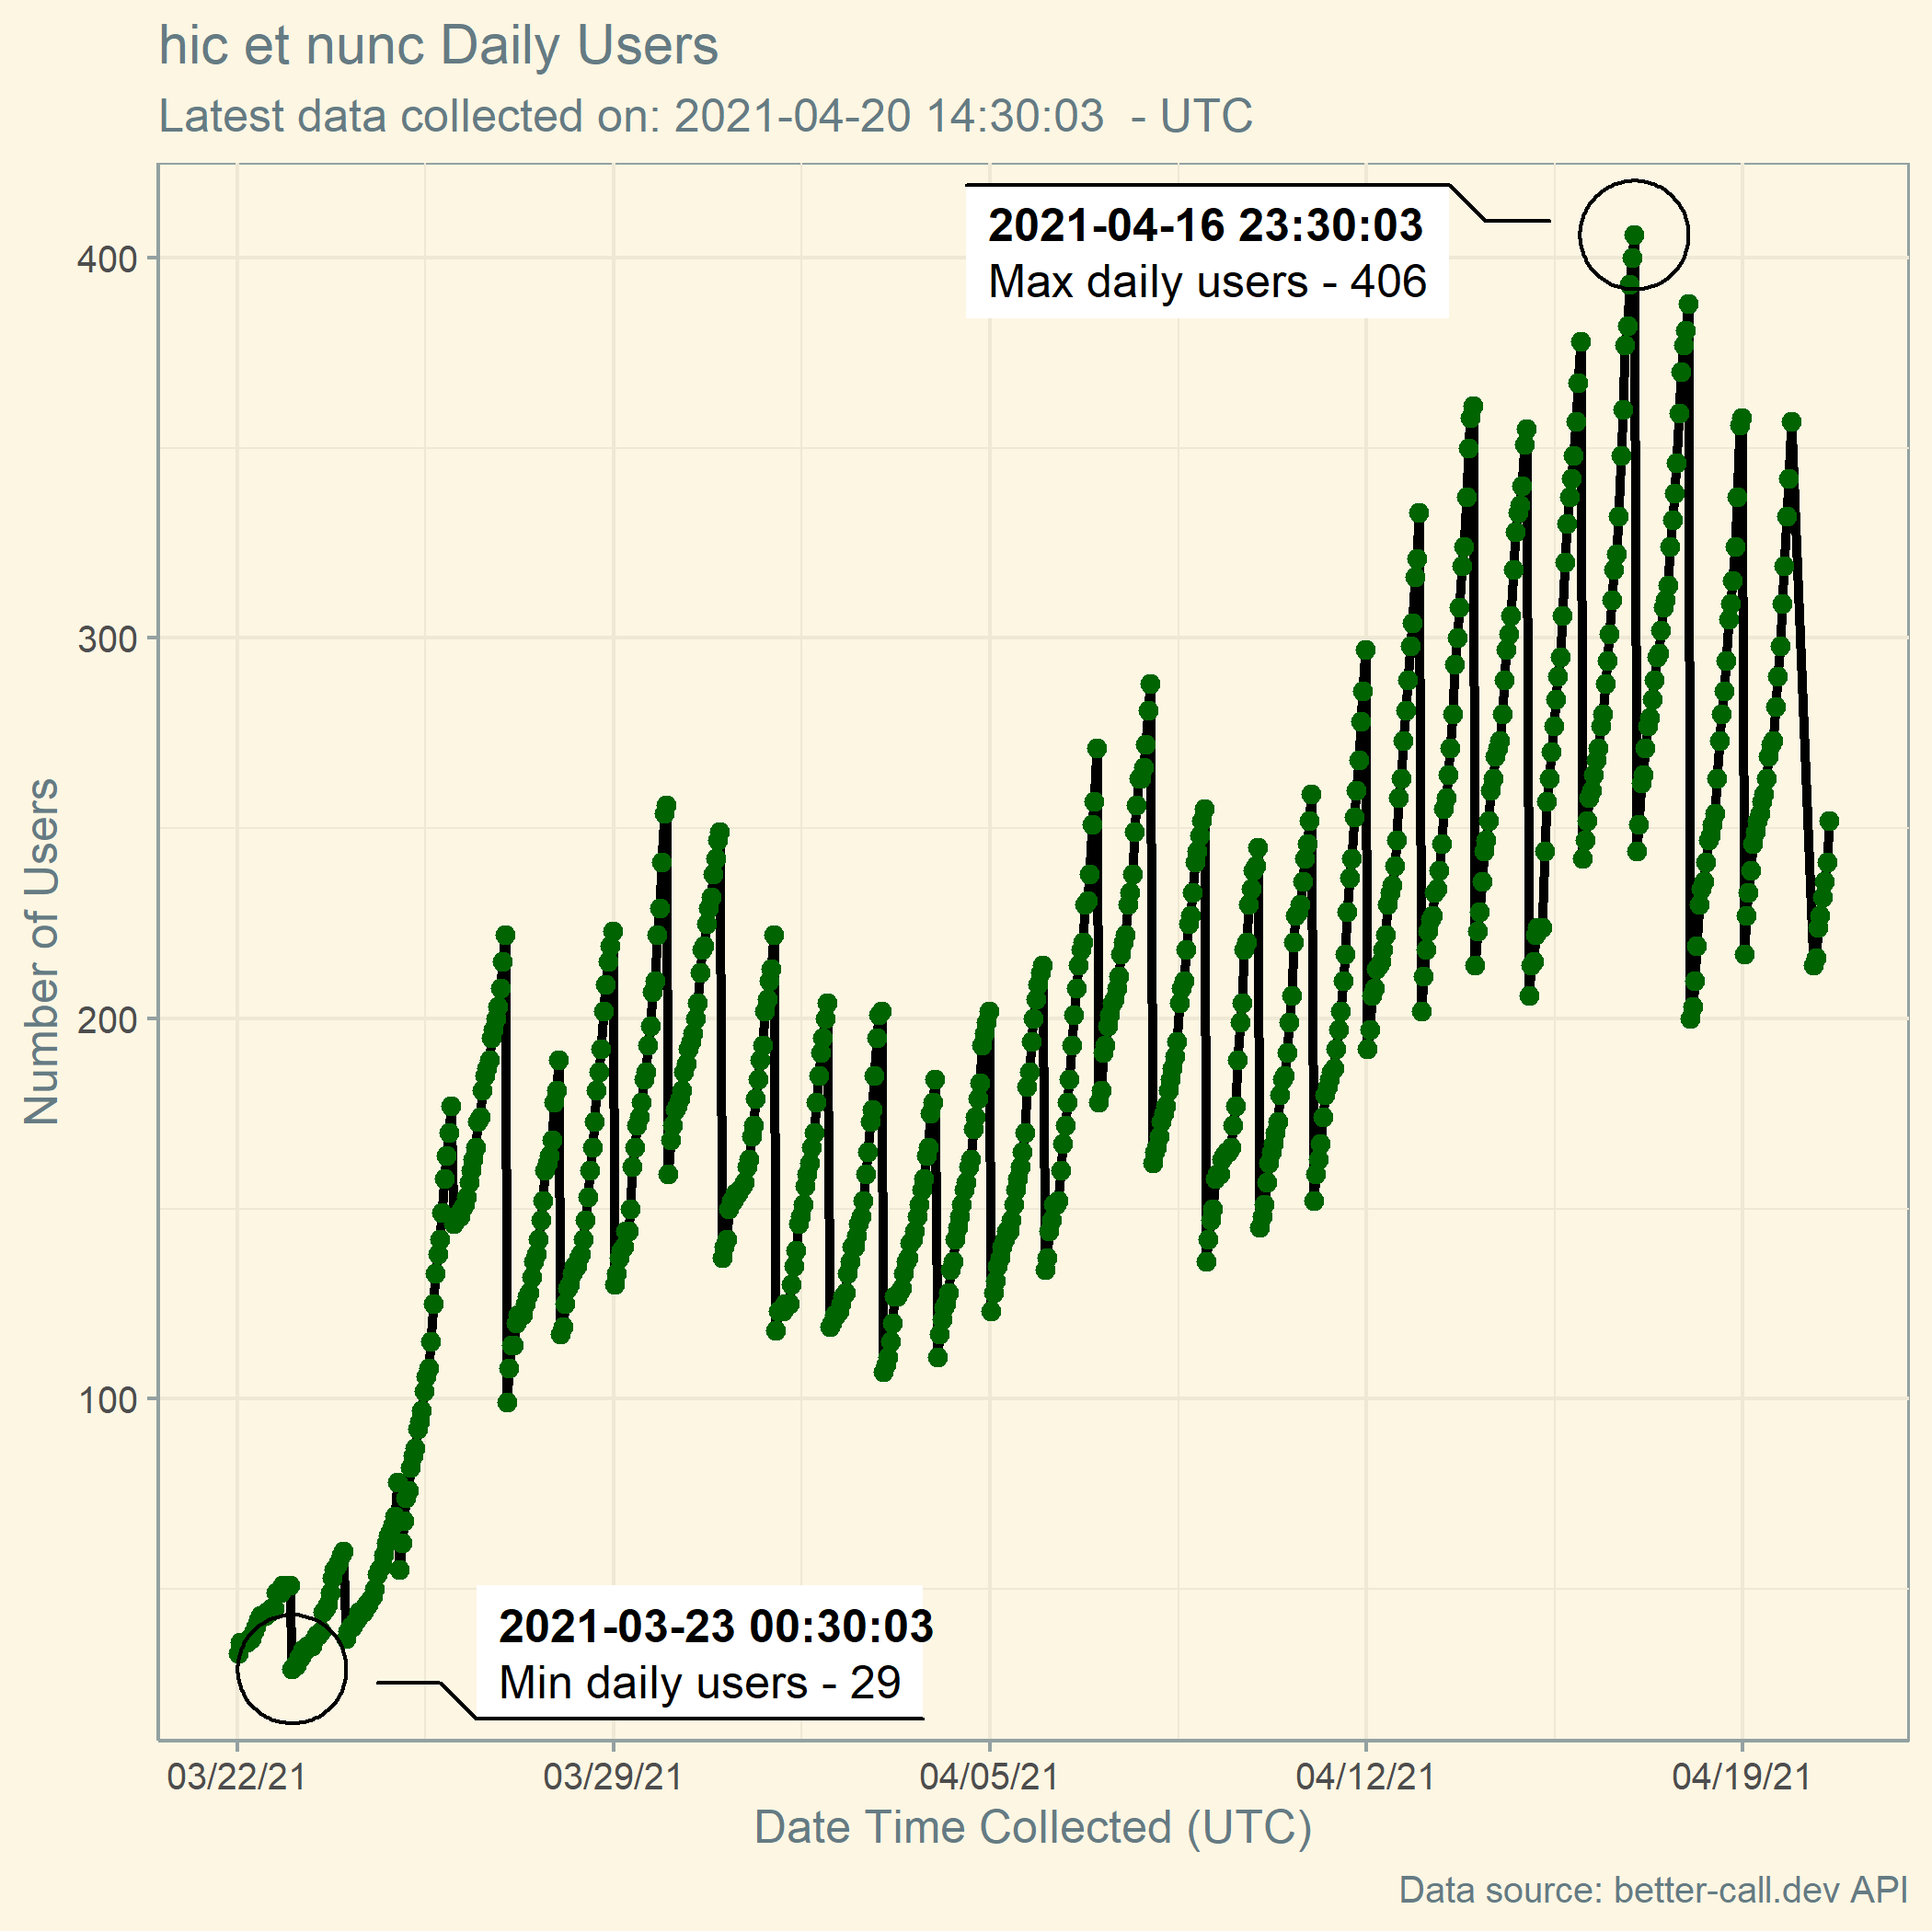 hic et nunc Daily Users
Latest data collected on: 2021-04-20 14:30:03 - UTC
2021-04-16 23:30:03
Max daily users - 406
400
300
200
100
Number of Users
2021-03-23 00:30:03
Min daily users - 29
03/22/21 03/29/21 04/05/21 04/12/21 04/19/21
Date Time Collected (UTC)
Data source: better-call.dev API